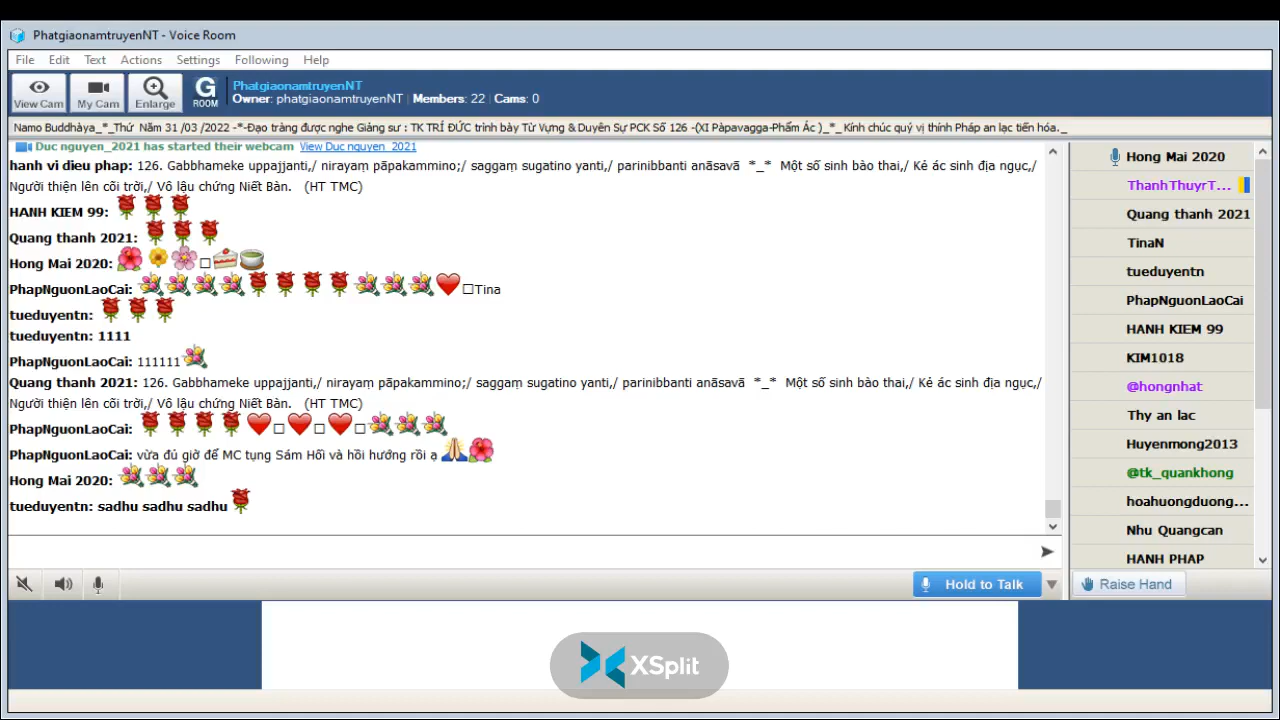 PhatgiaonamtruyenNT - Voice Room
File Edit Text Actions Settings Following Help
View Cam My Cam Enlarge G ROOM
PhatgiaonamtruyenNT
Owner: phatgiaonamtruyenNT | Members: 22 | Cams: 0
Namo Buddhàya_*_Thứ Năm 31 /03 /2022 -*-Đạo tràng được nghe Giảng sư : TK TRÍ ĐỨC trình bày Từ Vựng & Duyên Sự PCK Số 126 -(XI Pàpavagga-Phẩm Ác )_*_ Kính chúc quý vị thính Pháp an lạc tiến hóa._
Duc nguyen_2021 has started their webcam View Duc nguyen_2021
hanh vi dieu phap: 126. Gabbhameke uppajjanti,/ nirayaṃ pāpakammino;/ saggaṃ sugatino yanti,/ parinibbanti anāsavā *_* Một số sinh bào thai,/ Kẻ ác sinh địa ngục,/
Người thiện lên cõi trời,/ Vô lậu chứng Niết Bàn. (HT TMC)
HANH KIEM 99:
Quang thanh 2021:
Hong Mai 2020:
PhapNguonLaoCai: Tina
tueduyentn:
tueduyentn: 1111
PhapNguonLaoCai: 111111
Quang thanh 2021: 126. Gabbhameke uppajjanti,/ nirayaṃ pāpakammino;/ saggaṃ sugatino yanti,/ parinibbanti anāsavā *_* Một số sinh bào thai,/ Kẻ ác sinh địa ngục,/
Người thiện lên cõi trời,/ Vô lậu chứng Niết Bàn. (HT TMC)
PhapNguonLaoCai:
PhapNguonLaoCai: vừa đủ giờ để MC tụng Sám Hối và hồi hướng rồi ạ
Hong Mai 2020:
tueduyentn: sadhu sadhu sadhu
Hong Mai 2020
ThanhThuyrT...
Quang thanh 2021
TinaN
tueduyentn
PhapNguonLaoCai
HANH KIEM 99
KIM1018
@hongnhat
Thy an lac
Huyenmong2013
@tk_quankhong
hoahuongduong...
Nhu Quangcan
HANH PHAP
Hold to Talk
Raise Hand
XSplit